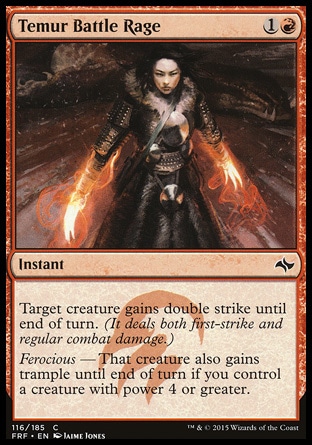 Temur Battle Rage 1
Instant
Target creature gains double strike until
end of turn. (It deals both first-strike and
regular combat damage.)
Ferocious — That creature also gains
trample until end of turn if you control
a creature with power 4 or greater.
116/185 C
FRF • EN Jaime Jones
™ & © 2015 Wizards of the Coast